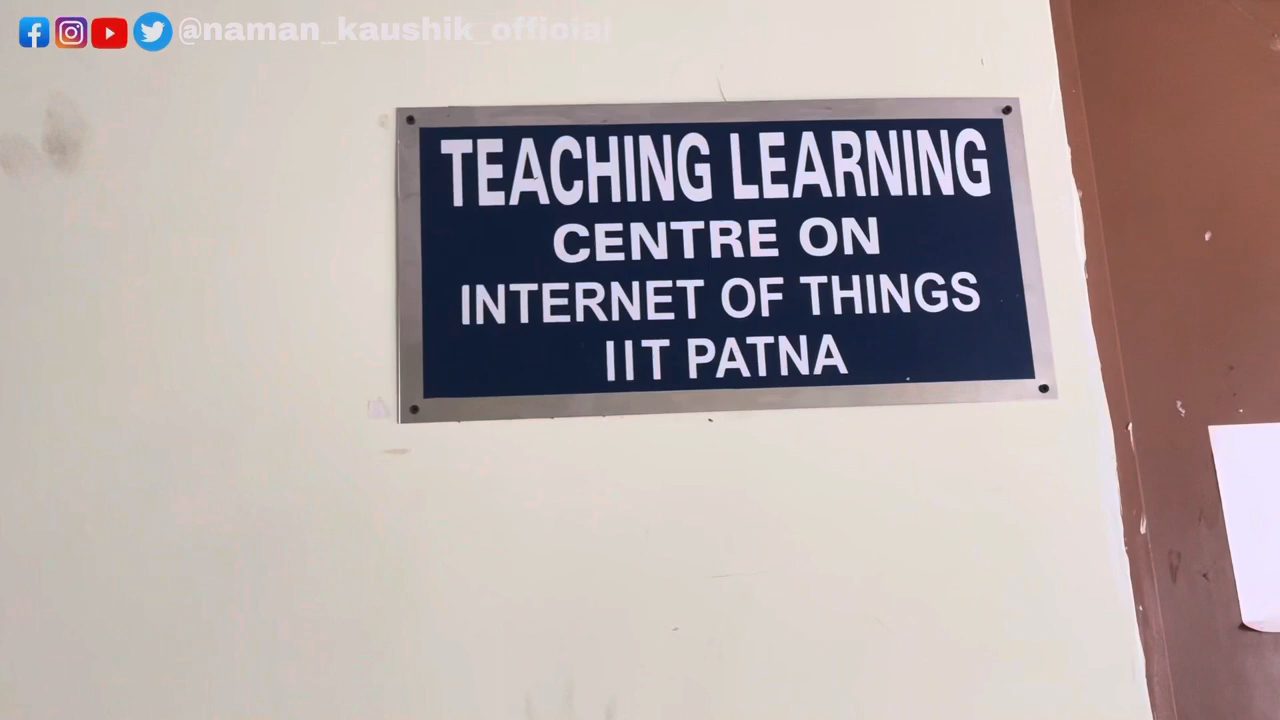 @naman_kaushik_official
TEACHING LEARNING
CENTRE ON
INTERNET OF THINGS
IIT PATNA